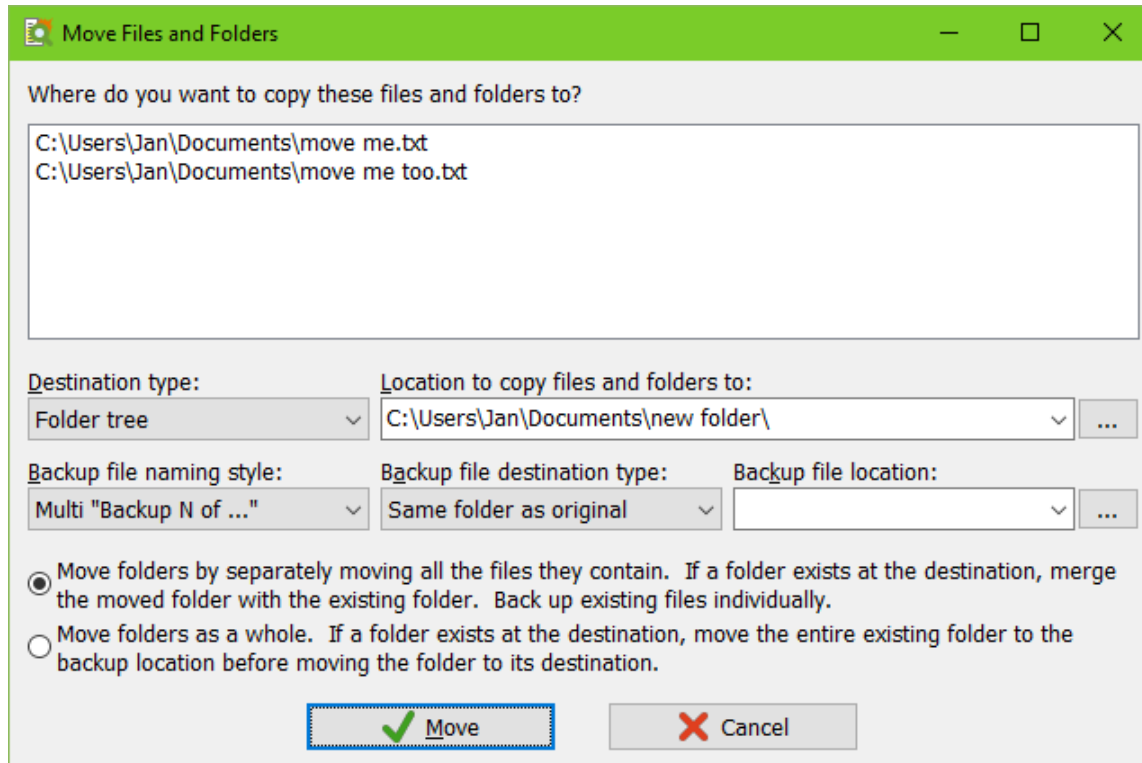 Move Files and Folders
Where do you want to copy these files and folders to?
C:\Users\Jan\Documents\move me.txt
C:\Users\Jan\Documents\move me too.txt
Destination type:
Location to copy files and folders to:
Folder tree
C:\Users\Jan\Documents\new folder\
...
Backup file naming style:
Backup file destination type:
Backup file location:
Multi "Backup N of ..."
Same folder as original
...
Move folders by separately moving all the files they contain.  If a folder exists at the destination, merge
the moved folder with the existing folder.  Back up existing files individually.
Move folders as a whole.  If a folder exists at the destination, move the entire existing folder to the
backup location before moving the folder to its destination.
Move
Cancel